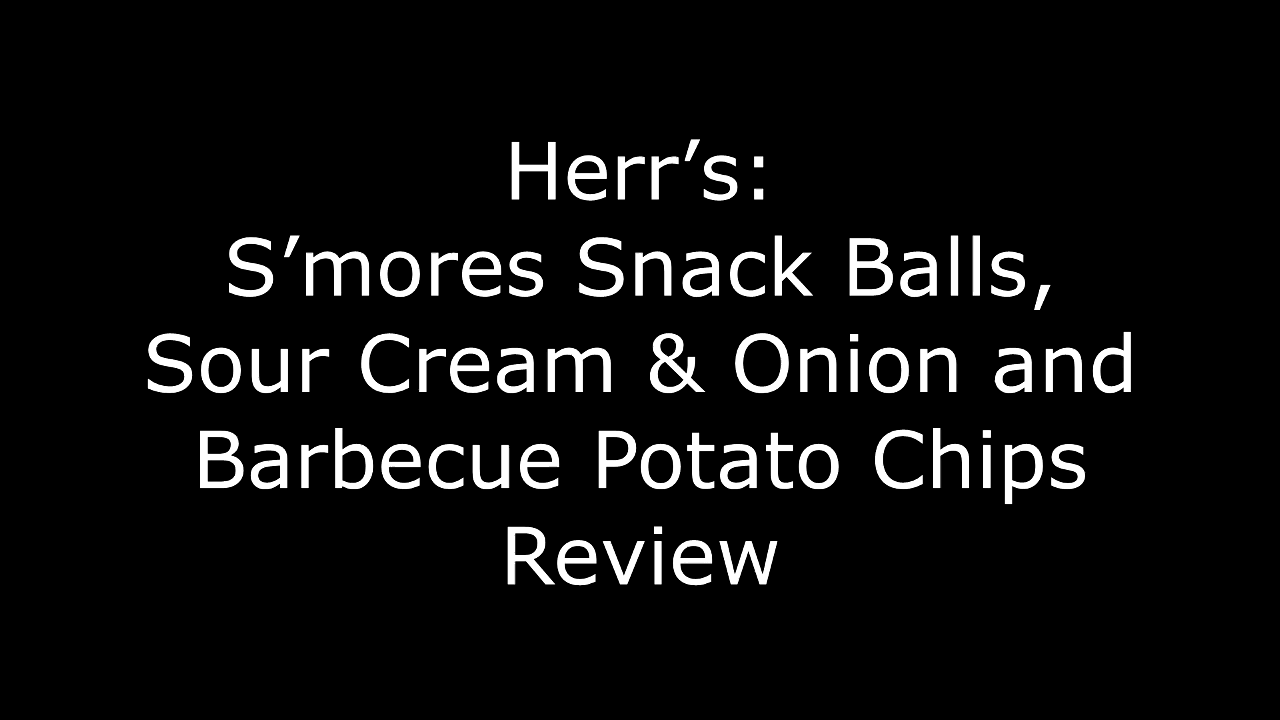 Herr’s:
S’mores Snack Balls,
Sour Cream & Onion and
Barbecue Potato Chips
Review